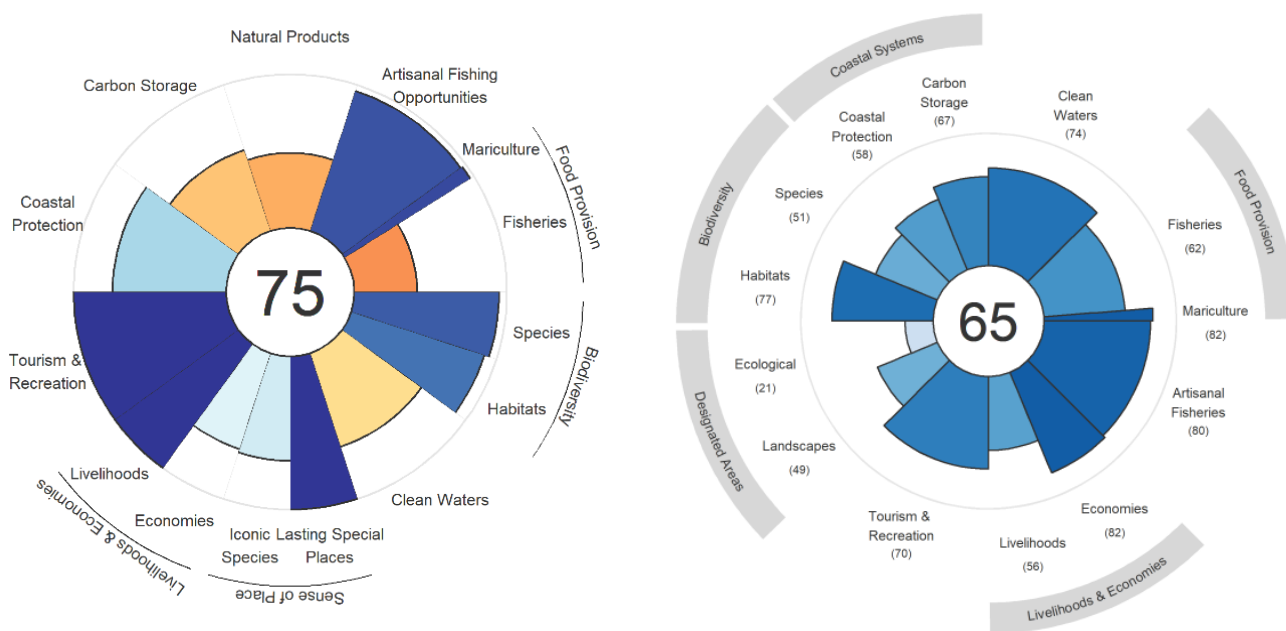 Natural Products
Carbon Storage
Artisanal Fishing
Opportunities
Mariculture
Food Provision
Fisheries
Coastal
Protection
75
Species
Biodiversity
Tourism &
Recreation
Habitats
Livelihoods
Clean Waters
Economies
Livelihoods & Economies
Iconic
Species
Lasting Special
Places
Sense of Place
Coastal Systems
Carbon
Storage
(67)
Clean
Waters
(74)
Coastal
Protection
(58)
Biodiversity
Species
(51)
Food Provision
Fisheries
(62)
Habitats
(77)
65
Mariculture
(82)
Ecological
(21)
Designated Areas
Artisanal
Fisheries
(80)
Landscapes
(49)
Tourism &
Recreation
(70)
Economies
(82)
Livelihoods
(56)
Livelihoods & Economies